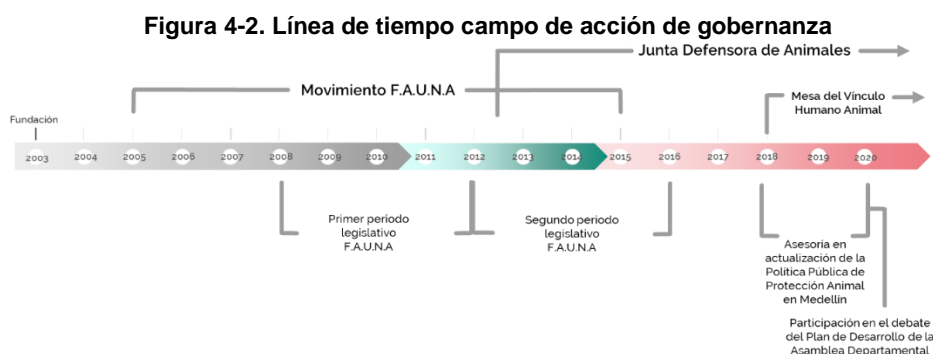 Figura 4-2. Línea de tiempo campo de acción de gobernanza
Junta Defensora de Animales
Movimiento F.A.U.N.A
Mesa del Vínculo
Humano Animal
Fundación
2003 2004 2005 2006 2007 2008 2009 2010 2011 2012 2013 2014 2015 2016 2017 2018 2019 2020
Primer periodo
legislativo
F.A.U.N.A
Segundo periodo
legislativo
F.A.U.N.A
Asesoria en
actualización de la
Política Pública de
Protección Animal
en Medellín
Participación en el debate
del Plan de Desarrollo de la
Asamblea Departamental